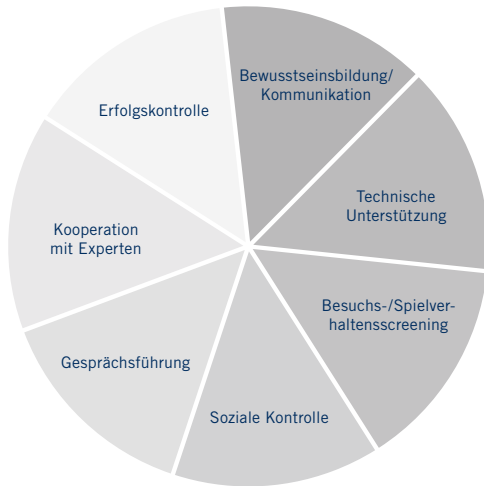 Bewusstseinsbildung/
Kommunikation
Technische
Unterstützung
Besuchs-/Spielver-
haltensscreening
Soziale Kontrolle
Gesprächsführung
Kooperation
mit Experten
Erfolgskontrolle